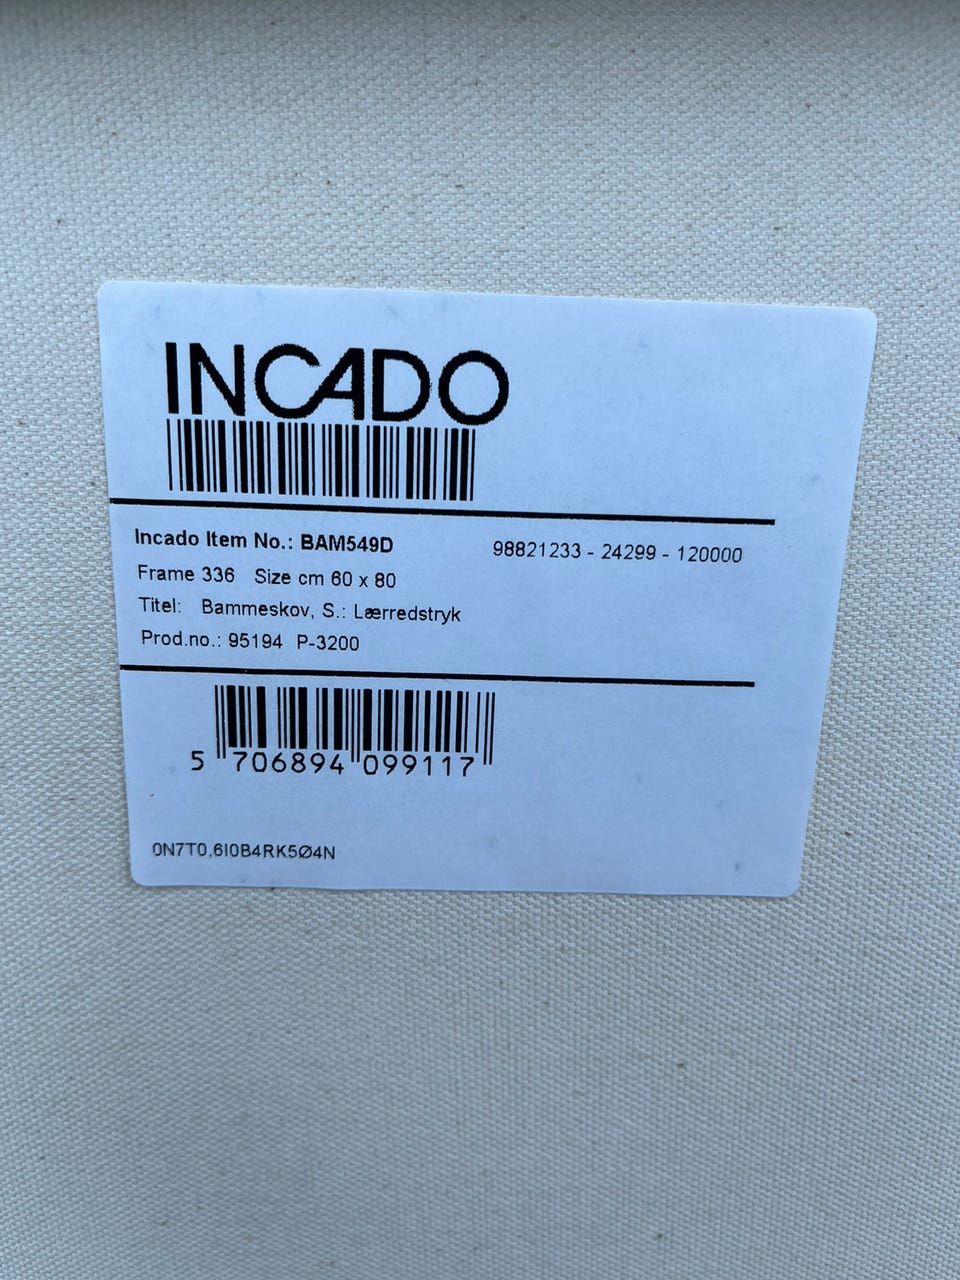 INCADO
Incado Item No.: BAM549D
98821233 - 24299 - 120000
Frame 336 Size cm 60 x 80
Titel: Bammeskov, S.: Lærredstryk
Prod.no.: 95194 P-3200
5 706894 099117
0N7T0,6I0B4RK5Ø4N